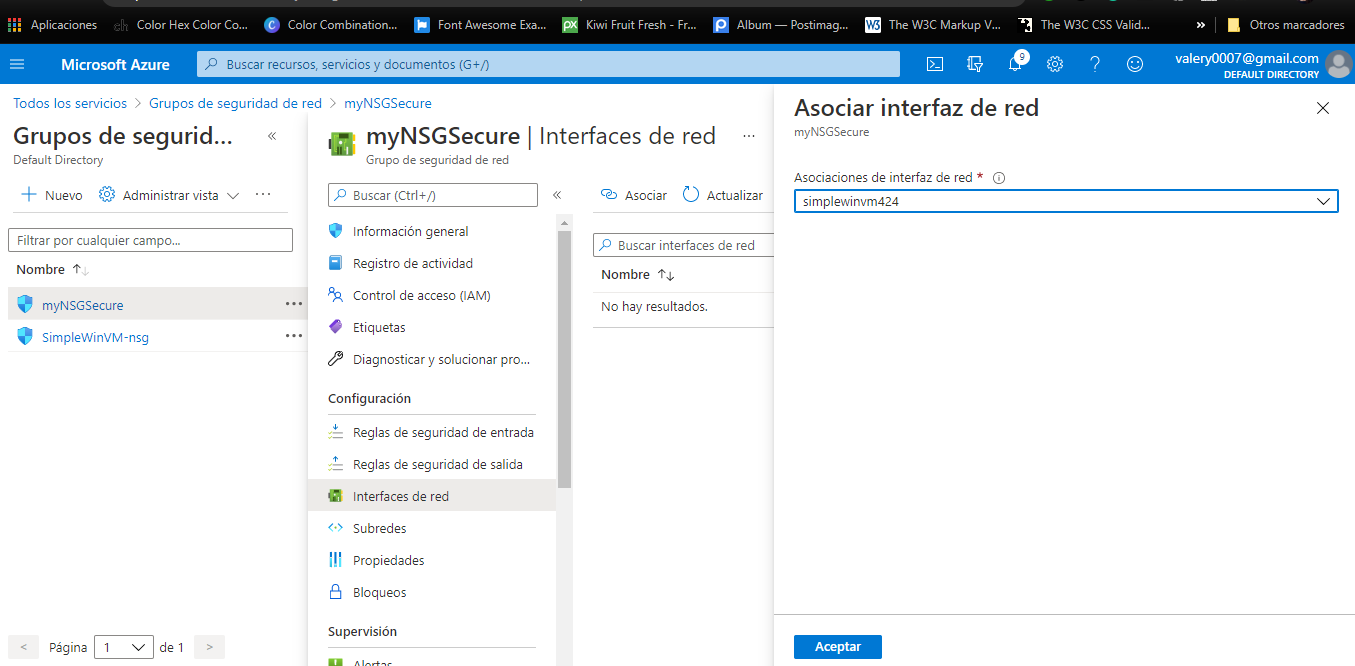 Aplicaciones
Color Hex Color Co...
Color Combination...
Font Awesome Exa...
Kiwi Fruit Fresh - Fr...
Album — Postimag...
The W3C Markup V...
The W3C CSS Valid...
»
Otros marcadores
Microsoft Azure
Buscar recursos, servicios y documentos (G+/)
9
valery0007@gmail.com
DEFAULT DIRECTORY
Todos los servicios > Grupos de seguridad de red > myNSGSecure
Grupos de segurid...
Default Directory
Nuevo
Administrar vista
Filtrar por cualquier campo...
Nombre
myNSGSecure
SimpleWinVM-nsg
< Página 1 de 1 >
myNSGSecure | Interfaces de red
Grupo de seguridad de red
Buscar (Ctrl+/)
Información general
Registro de actividad
Control de acceso (IAM)
Etiquetas
Diagnosticar y solucionar pro...
Configuración
Reglas de seguridad de entrada
Reglas de seguridad de salida
Interfaces de red
Subredes
Propiedades
Bloqueos
Supervisión
Alertas
Asociar
Actualizar
Buscar interfaces de red
Nombre
No hay resultados.
Asociar interfaz de red
myNSGSecure
Asociaciones de interfaz de red *
simplewinvm424
Aceptar